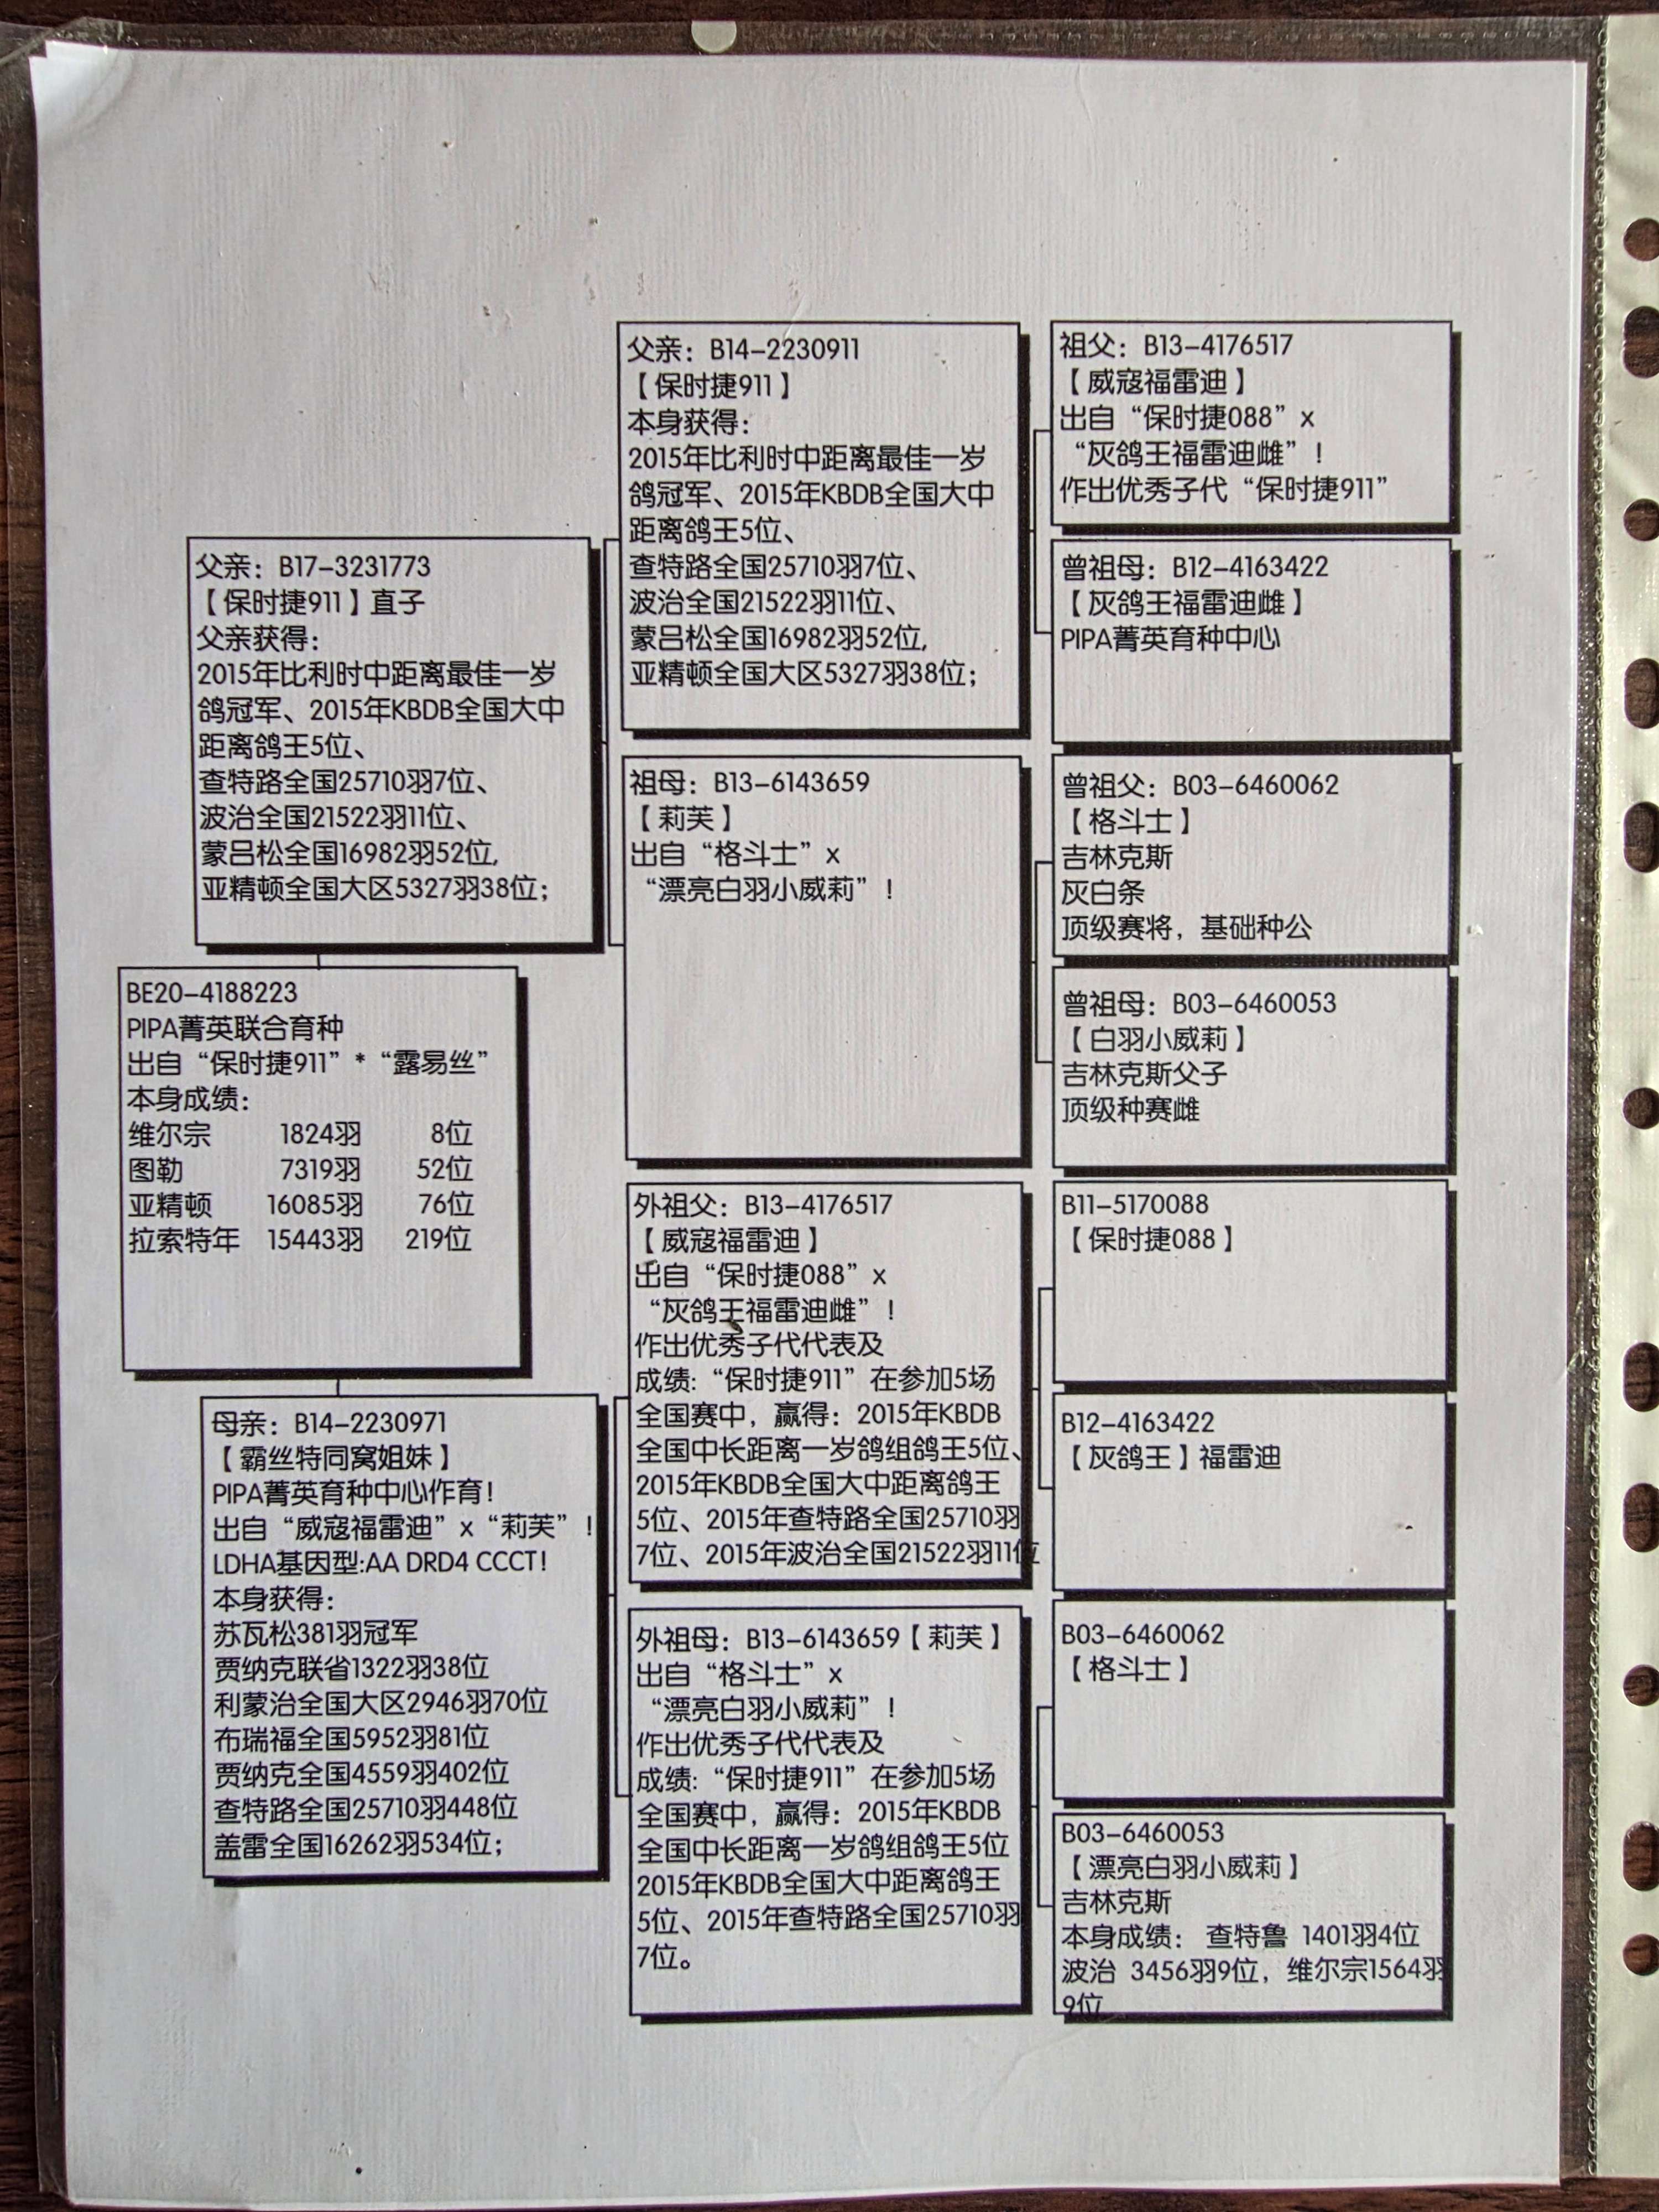 父亲：B17-3231773
【保时捷911】直子
父亲获得：
2015年比利时中距离最佳一岁
鸽冠军、2015年KBDB全国大中
距离鸽王5位、
查特路全国25710羽7位、
波治全国21522羽11位、
蒙吕松全国16982羽52位,
亚精顿全国大区5327羽38位；
BE20-4188223
PIPA菁英联合育种
出自“保时捷911”*“露易丝”
本身成绩：
维尔宗 1824羽 8位
图勒 7319羽 52位
亚精顿 16085羽 76位
拉索特年 15443羽 219位
母亲：B14-2230971
【霸丝特同窝姐妹】
PIPA菁英育种中心作育！
出自“威寇福雷迪”x“莉芙”！
LDHA基因型:AA DRD4 CCCT!
本身获得：
苏瓦松381羽冠军
贾纳克联省1322羽38位
利蒙治全国大区2946羽70位
布瑞福全国5952羽81位
贾纳克全国4559羽402位
查特路全国25710羽448位
盖雷全国16262羽534位；
父亲：B14-2230911
【保时捷911】
本身获得：
2015年比利时中距离最佳一岁
鸽冠军、2015年KBDB全国大中
距离鸽王5位、
查特路全国25710羽7位、
波治全国21522羽11位、
蒙吕松全国16982羽52位,
亚精顿全国大区5327羽38位；
祖母：B13-6143659
【莉芙】
出自“格斗士”x
“漂亮白羽小威莉”！
外祖父：B13-4176517
【威寇福雷迪】
出自“保时捷088”x
“灰鸽王福雷迪雌”！
作出优秀子代代表及
成绩:“保时捷911”在参加5场
全国赛中，赢得：2015年KBDB
全国中长距离一岁鸽组鸽王5位、
2015年KBDB全国大中距离鸽王
5位、2015年查特路全国25710羽
7位、2015年波治全国21522羽11位
外祖母：B13-6143659【莉芙】
出自“格斗士”x
“漂亮白羽小威莉”！
作出优秀子代代表及
成绩:“保时捷911”在参加5场
全国赛中，赢得：2015年KBDB
全国中长距离一岁鸽组鸽王5位
2015年KBDB全国大中距离鸽王
5位、2015年查特路全国25710羽
7位。
祖父：B13-4176517
【威寇福雷迪】
出自“保时捷088”x
“灰鸽王福雷迪雌”！
作出优秀子代“保时捷911”
曾祖母：B12-4163422
【灰鸽王福雷迪雌】
PIPA菁英育种中心
曾祖父：B03-6460062
【格斗士】
吉林克斯
灰白条
顶级赛将，基础种公
曾祖母：B03-6460053
【白羽小威莉】
吉林克斯父子
顶级种赛雌
B11-5170088
【保时捷088】
B12-4163422
【灰鸽王】福雷迪
B03-6460062
【格斗士】
B03-6460053
【漂亮白羽小威莉】
吉林克斯
本身成绩： 查特鲁 1401羽4位
波治 3456羽9位，维尔宗1564羽
9位